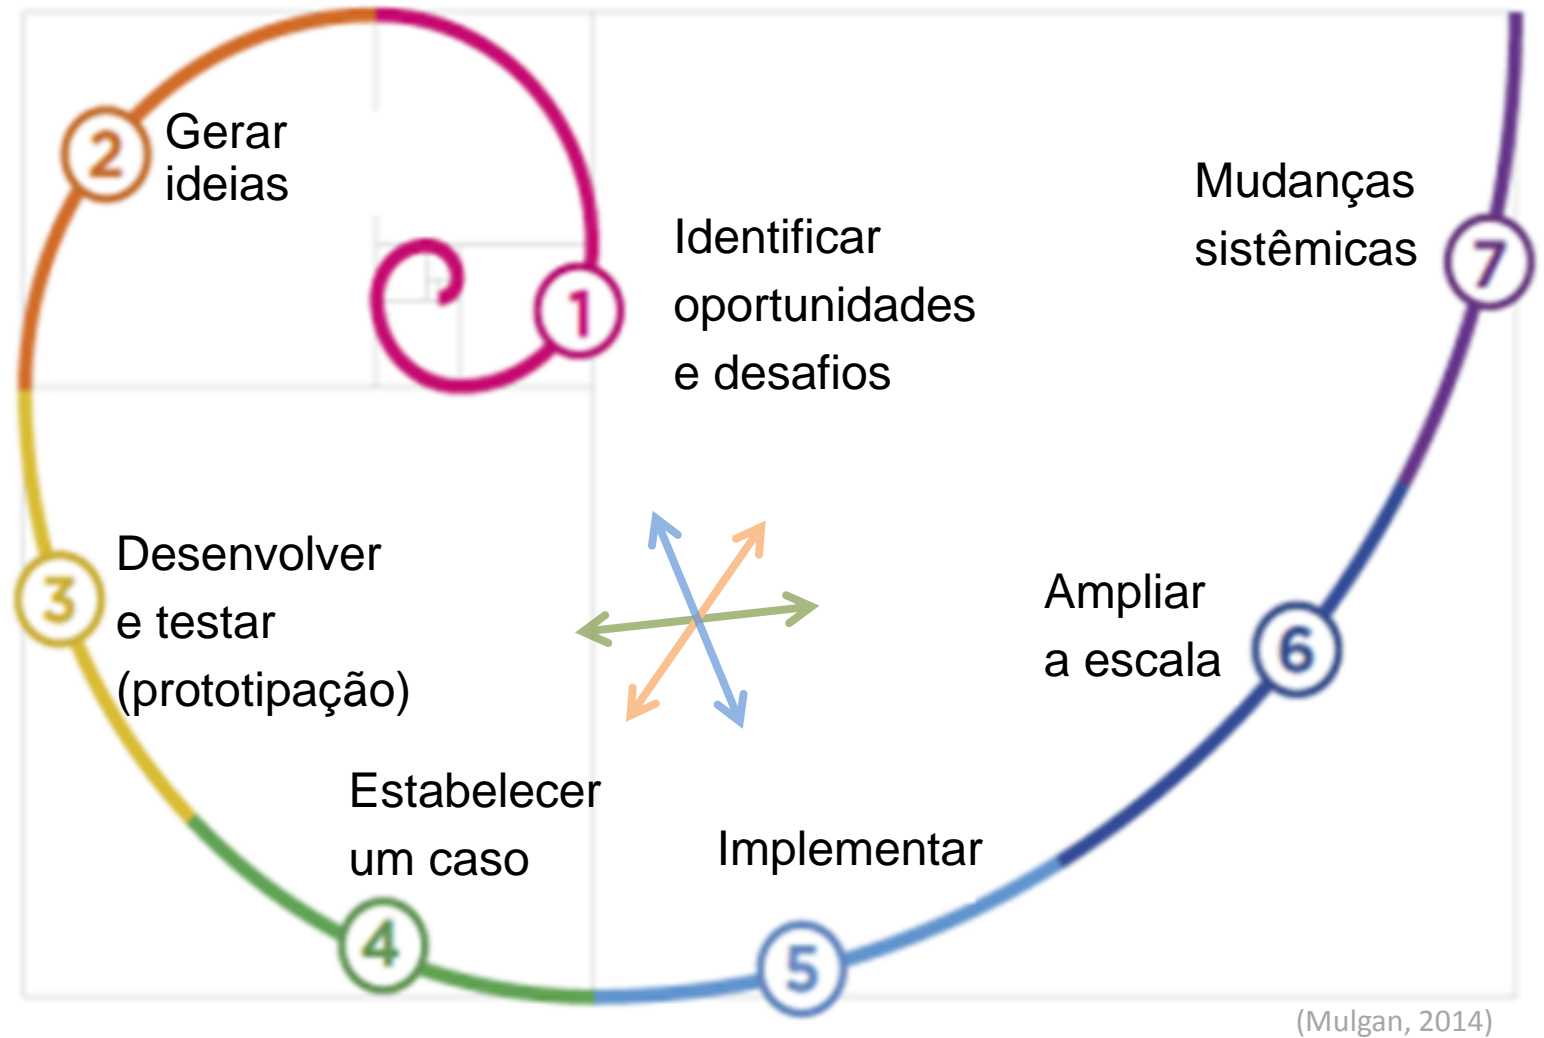 1
Identificar
oportunidades
e desafios
2
Gerar
ideias
3
Desenvolver
e testar
(prototipação)
4
Estabelecer
um caso
5
Implementar
6
Ampliar
a escala
7
Mudanças
sistêmicas
(Mulgan, 2014)